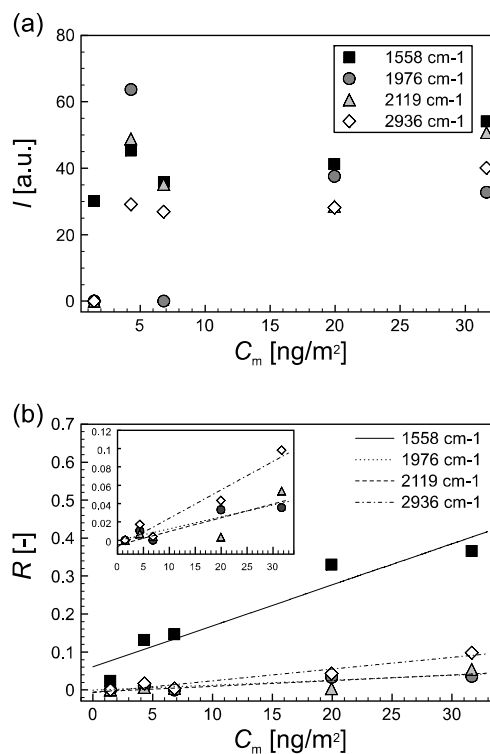 (a)
80
60
40
20
0
I [a.u.]
1558 cm-1
1976 cm-1
2119 cm-1
2936 cm-1
5 10 15 20 25 30
Cm [ng/m²]
(b)
0.7
0.6
0.5
0.4
0.3
0.2
0.1
0
R [-]
0.12
0.1
0.08
0.06
0.04
0.02
0
0 5 10 15 20 25 30
1558 cm-1
1976 cm-1
2119 cm-1
2936 cm-1
0 5 10 15 20 25 30
Cm [ng/m²]